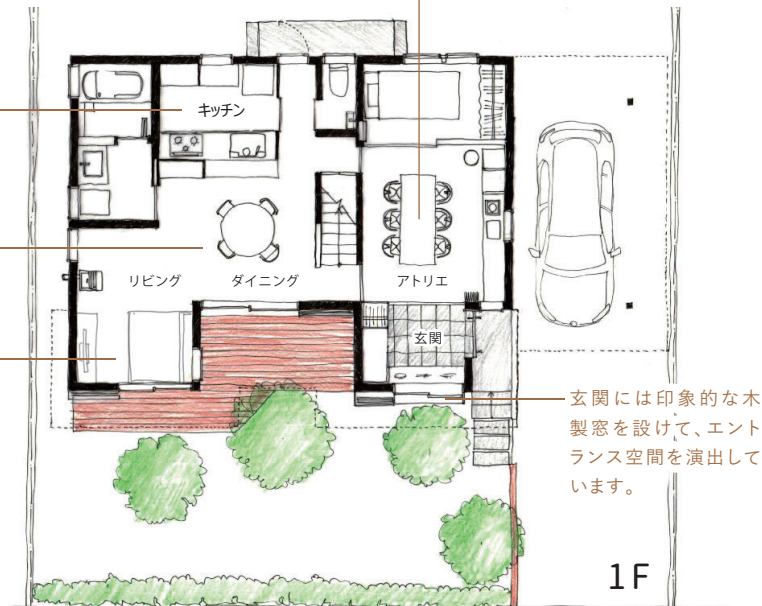 キッチン
リビング
ダイニング
アトリエ
玄関
玄関には印象的な木
製窓を設けて、エント
ランス空間を演出して
います。
1F